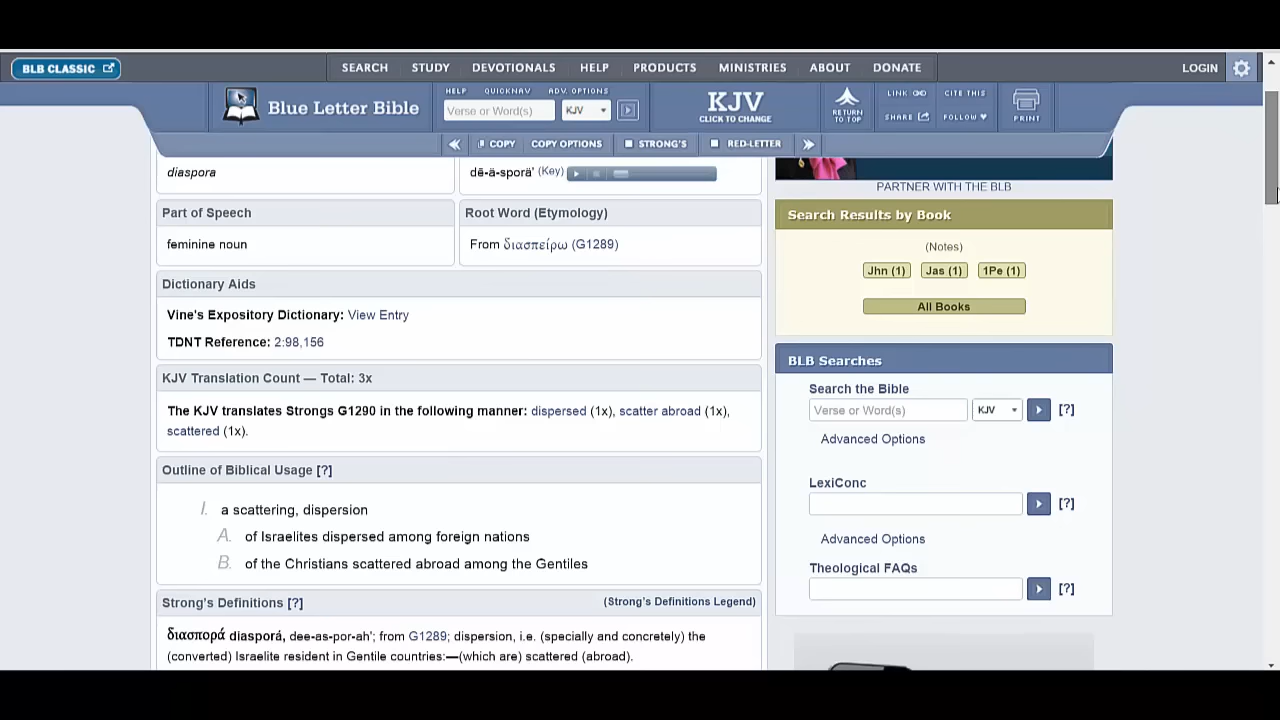 BLB CLASSIC
SEARCH STUDY DEVOTIONALS HELP PRODUCTS MINISTRIES ABOUT DONATE
LOGIN
Blue Letter Bible
HELP QUICKNAV ADV. OPTIONS
Verse or Word(s) KJV
KJV
CLICK TO CHANGE
RETURN
TO TOP
LINK CITE THIS
SHARE FOLLOW
PRINT
COPY COPY OPTIONS STRONG'S RED-LETTER
diaspora
dē-ä-sporä' (Key)
Part of Speech
feminine noun
Root Word (Etymology)
From διασπείρω (G1289)
Dictionary Aids
Vine's Expository Dictionary: View Entry
TDNT Reference: 2:98,156
KJV Translation Count — Total: 3x
The KJV translates Strongs G1290 in the following manner: dispersed (1x), scatter abroad (1x),
scattered (1x).
Outline of Biblical Usage [?]
I. a scattering, dispersion
A. of Israelites dispersed among foreign nations
B. of the Christians scattered abroad among the Gentiles
Strong's Definitions [?] (Strong's Definitions Legend)
διασπορά diasporá, dee-as-por-ah'; from G1289; dispersion, i.e. (specially and concretely) the
(converted) Israelite resident in Gentile countries:—(which are) scattered (abroad).
PARTNER WITH THE BLB
Search Results by Book
(Notes)
Jhn (1) Jas (1) 1Pe (1)
All Books
BLB Searches
Search the Bible
Verse or Word(s) KJV [?]
Advanced Options
LexiConc
[?]
Advanced Options
Theological FAQs
[?]